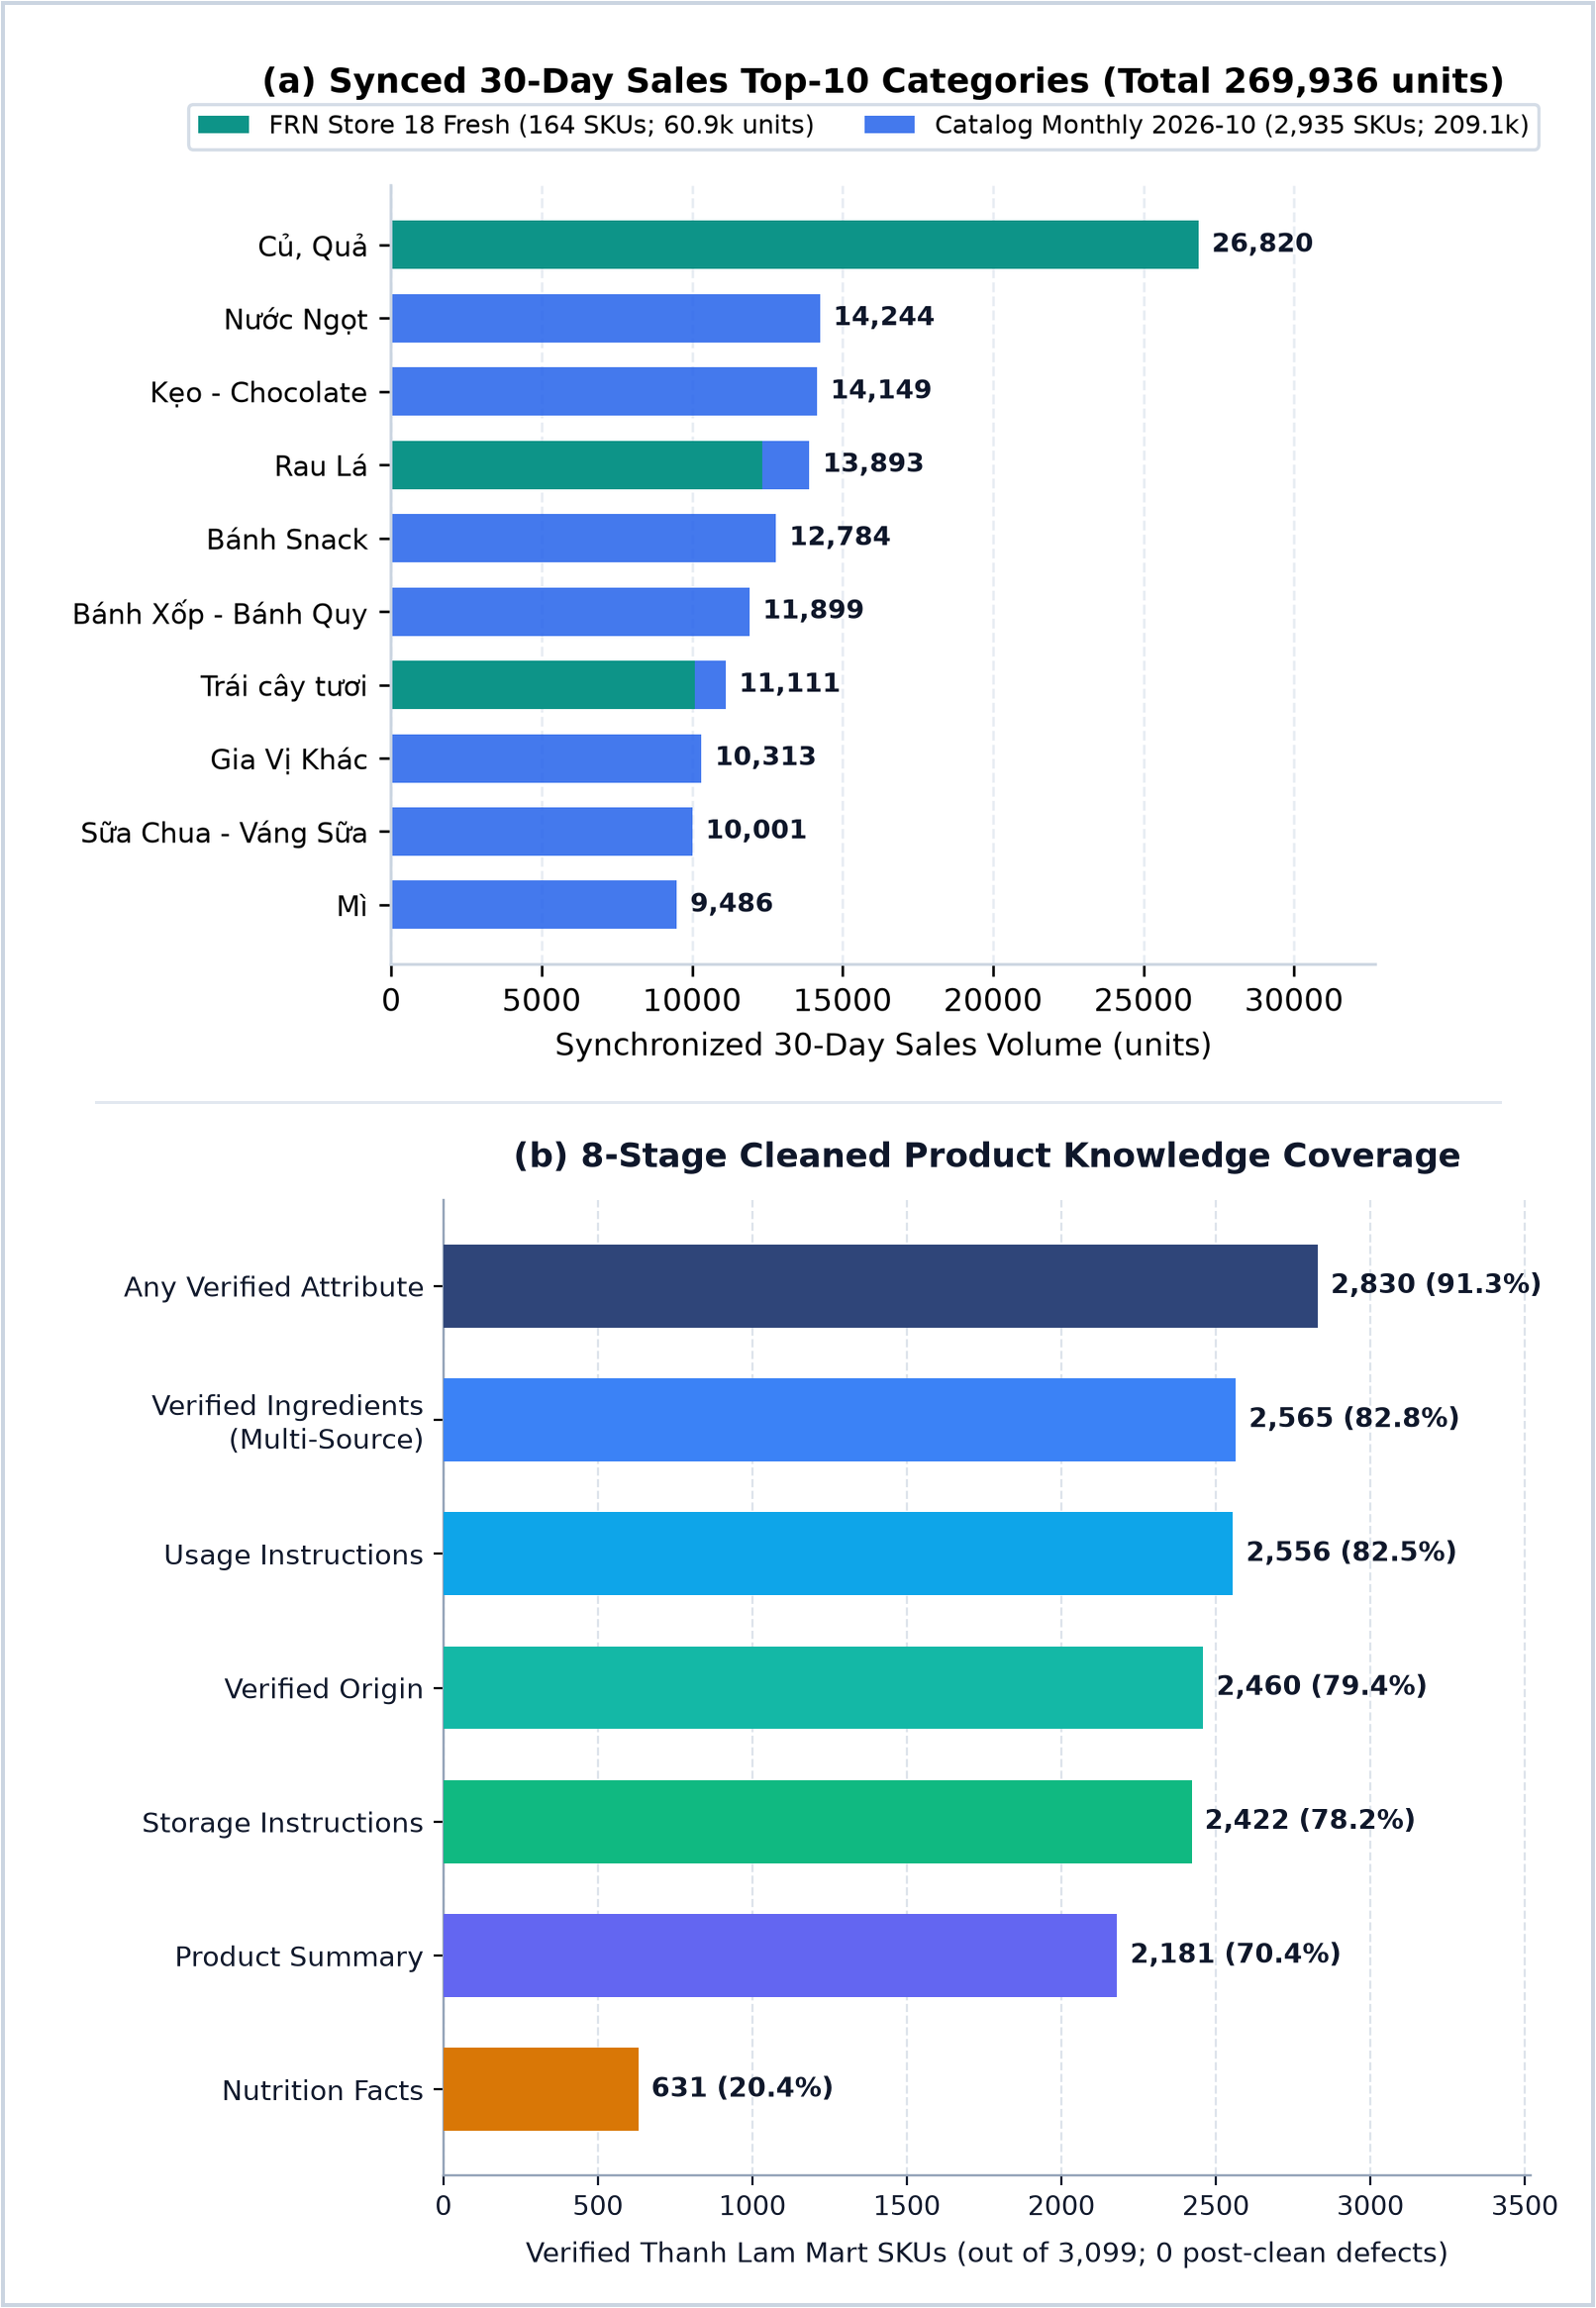 (a) Synced 30-Day Sales Top-10 Categories (Total 269,936 units)
FRN Store 18 Fresh (164 SKUs; 60.9k units)
Catalog Monthly 2026-10 (2,935 SKUs; 209.1k)
Củ, Quả
26,820
Nước Ngọt
14,244
Kẹo - Chocolate
14,149
Rau Lá
13,893
Bánh Snack
12,784
Bánh Xốp - Bánh Quy
11,899
Trái cây tươi
11,111
Gia Vị Khác
10,313
Sữa Chua - Váng Sữa
10,001
Mì
9,486
0 5000 10000 15000 20000 25000 30000
Synchronized 30-Day Sales Volume (units)
(b) 8-Stage Cleaned Product Knowledge Coverage
Any Verified Attribute
2,830 (91.3%)
Verified Ingredients
(Multi-Source)
2,565 (82.8%)
Usage Instructions
2,556 (82.5%)
Verified Origin
2,460 (79.4%)
Storage Instructions
2,422 (78.2%)
Product Summary
2,181 (70.4%)
Nutrition Facts
631 (20.4%)
0 500 1000 1500 2000 2500 3000 3500
Verified Thanh Lam Mart SKUs (out of 3,099; 0 post-clean defects)